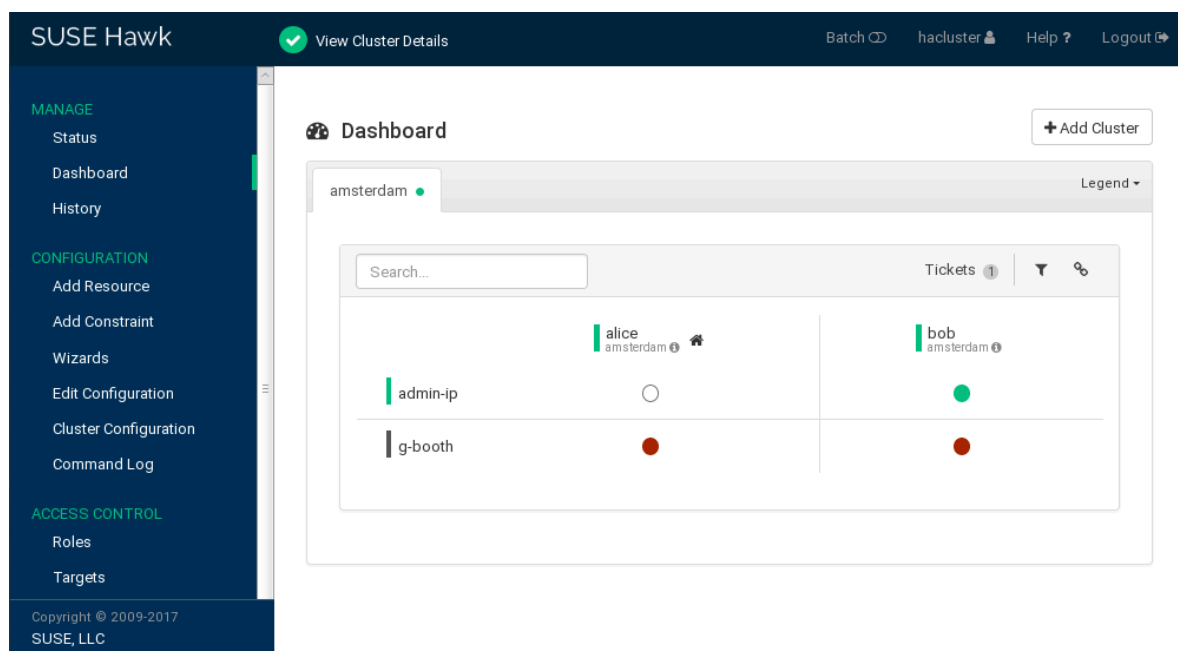 SUSE Hawk
View Cluster Details
Batch
hacluster
Help ?
Logout
MANAGE
Status
Dashboard
History
CONFIGURATION
Add Resource
Add Constraint
Wizards
Edit Configuration
Cluster Configuration
Command Log
ACCESS CONTROL
Roles
Targets
Copyright © 2009-2017
SUSE, LLC
Dashboard
+ Add Cluster
amsterdam
Legend
Search...
Tickets 1
alice
amsterdam
bob
amsterdam
admin-ip
g-booth